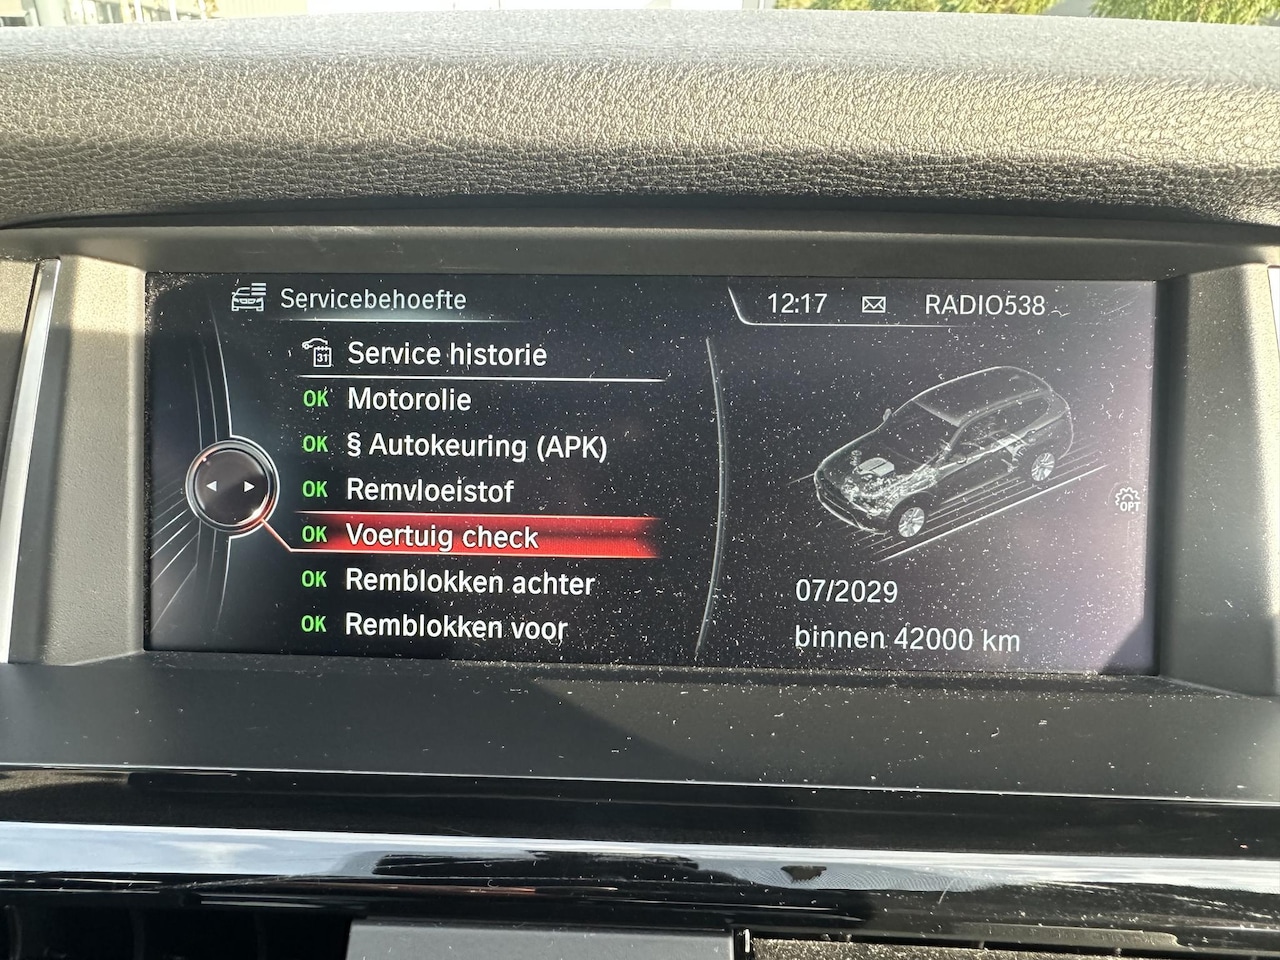 Servicebehoefte
12:17
RADIO538
31
Service historie
OK Motorolie
OK § Autokeuring (APK)
OK Remvloeistof
OK Voertuig check
OK Remblokken achter
OK Remblokken voor
OPT
07/2029
binnen 42000 km